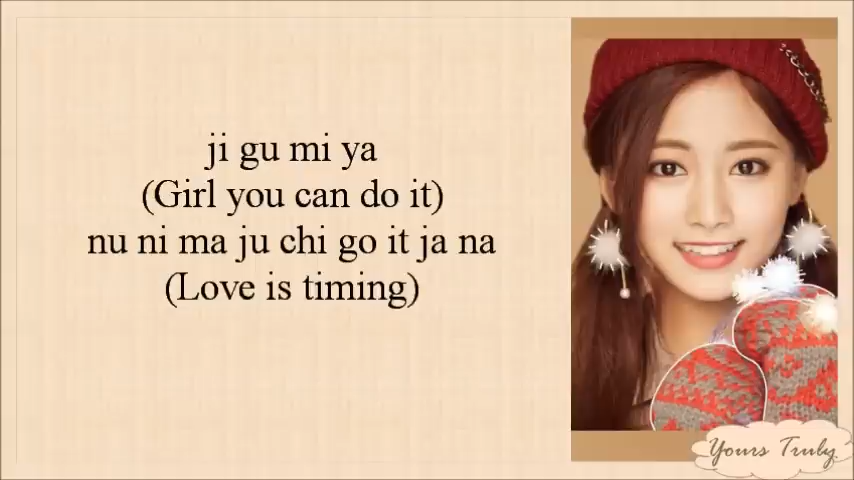 ji gu mi ya
(Girl you can do it)
nu ni ma ju chi go it ja na
(Love is timing)
Yours Truly